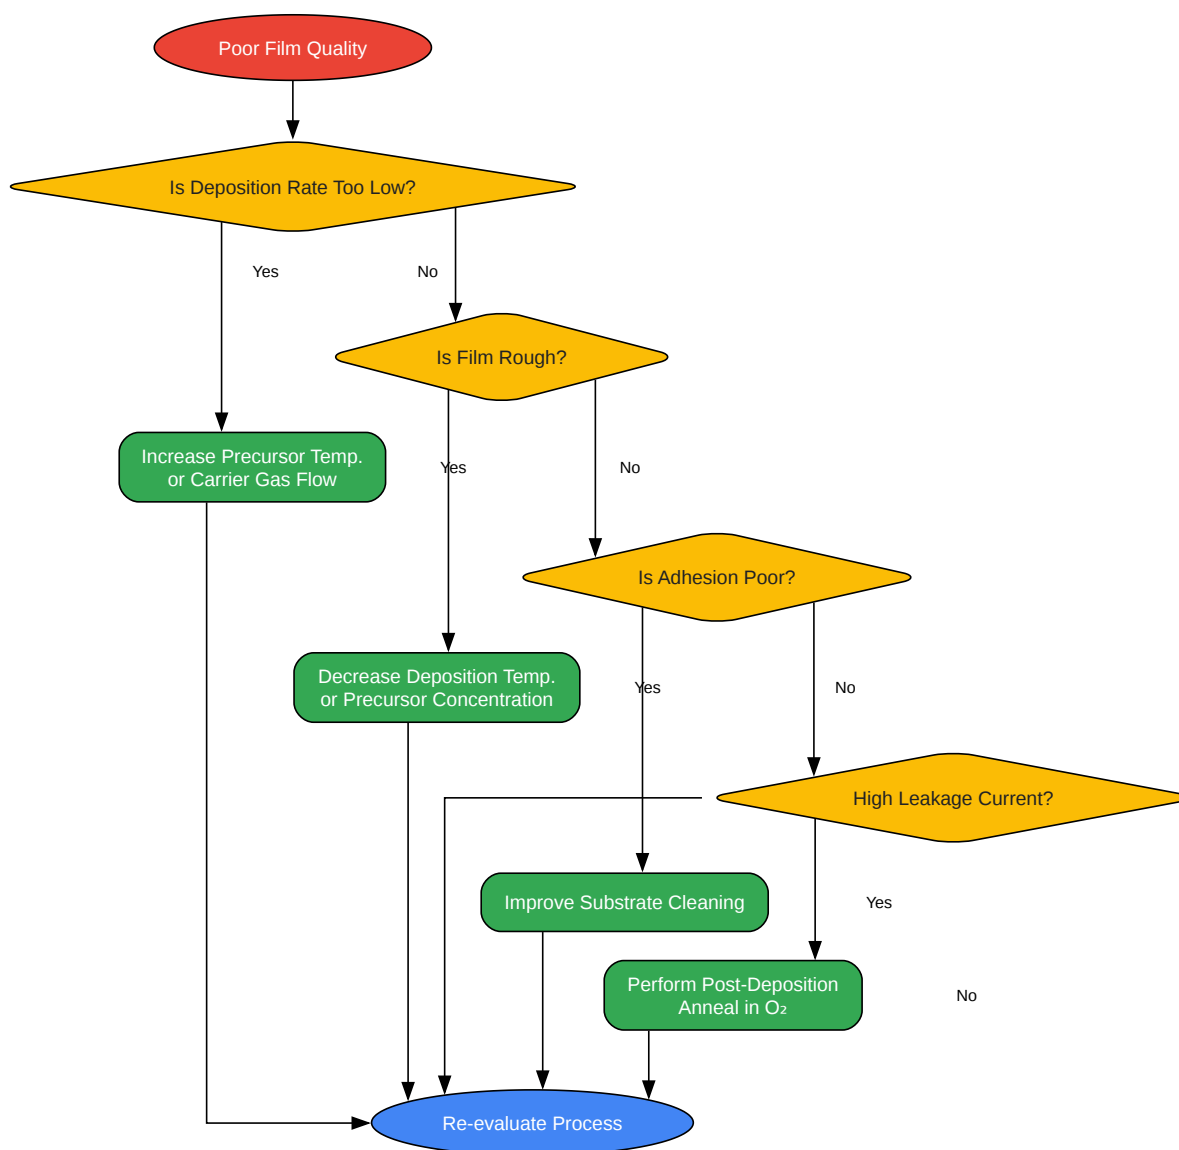 Poor Film Quality
Is Deposition Rate Too Low?
Yes
No
Is Film Rough?
Increase Precursor Temp.
or Carrier Gas Flow
Yes
No
Is Adhesion Poor?
Decrease Deposition Temp.
or Precursor Concentration
Yes
No
High Leakage Current?
Improve Substrate Cleaning
Yes
Perform Post-Deposition
Anneal in O₂
No
Re-evaluate Process